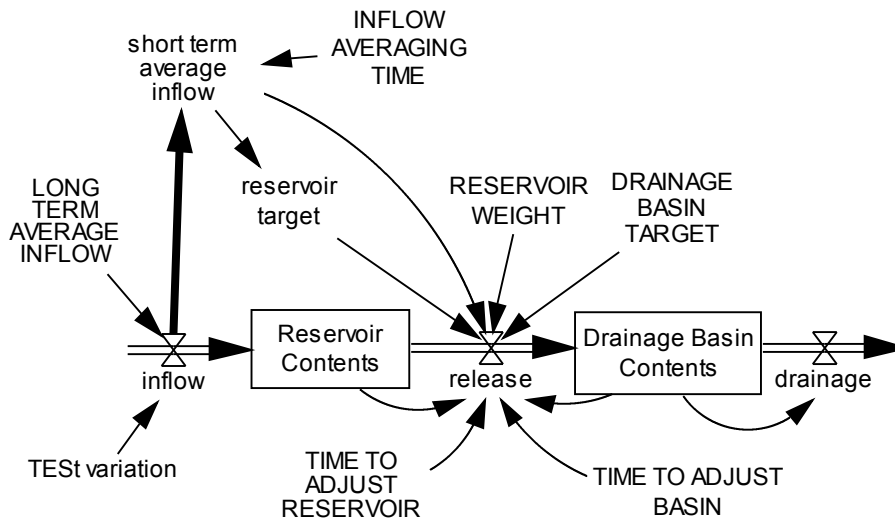 short term
average
inflow
INFLOW
AVERAGING
TIME
LONG
TERM
AVERAGE
INFLOW
reservoir
target
RESERVOIR
WEIGHT
DRAINAGE
BASIN
TARGET
Reservoir
Contents
Drainage Basin
Contents
inflow
release
drainage
TESt variation
TIME TO
ADJUST
RESERVOIR
TIME TO ADJUST
BASIN